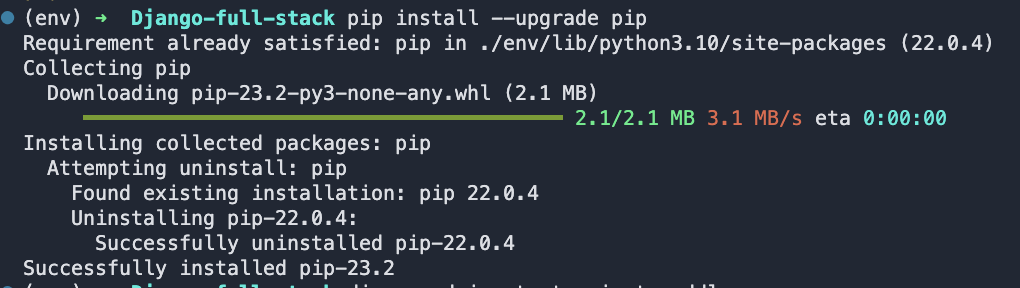 (env) → Django-full-stack pip install --upgrade pip
Requirement already satisfied: pip in ./env/lib/python3.10/site-packages (22.0.4)
Collecting pip
Downloading pip-23.2-py3-none-any.whl (2.1 MB)
2.1/2.1 MB 3.1 MB/s eta 0:00:00
Installing collected packages: pip
Attempting uninstall: pip
Found existing installation: pip 22.0.4
Uninstalling pip-22.0.4:
Successfully uninstalled pip-22.0.4
Successfully installed pip-23.2